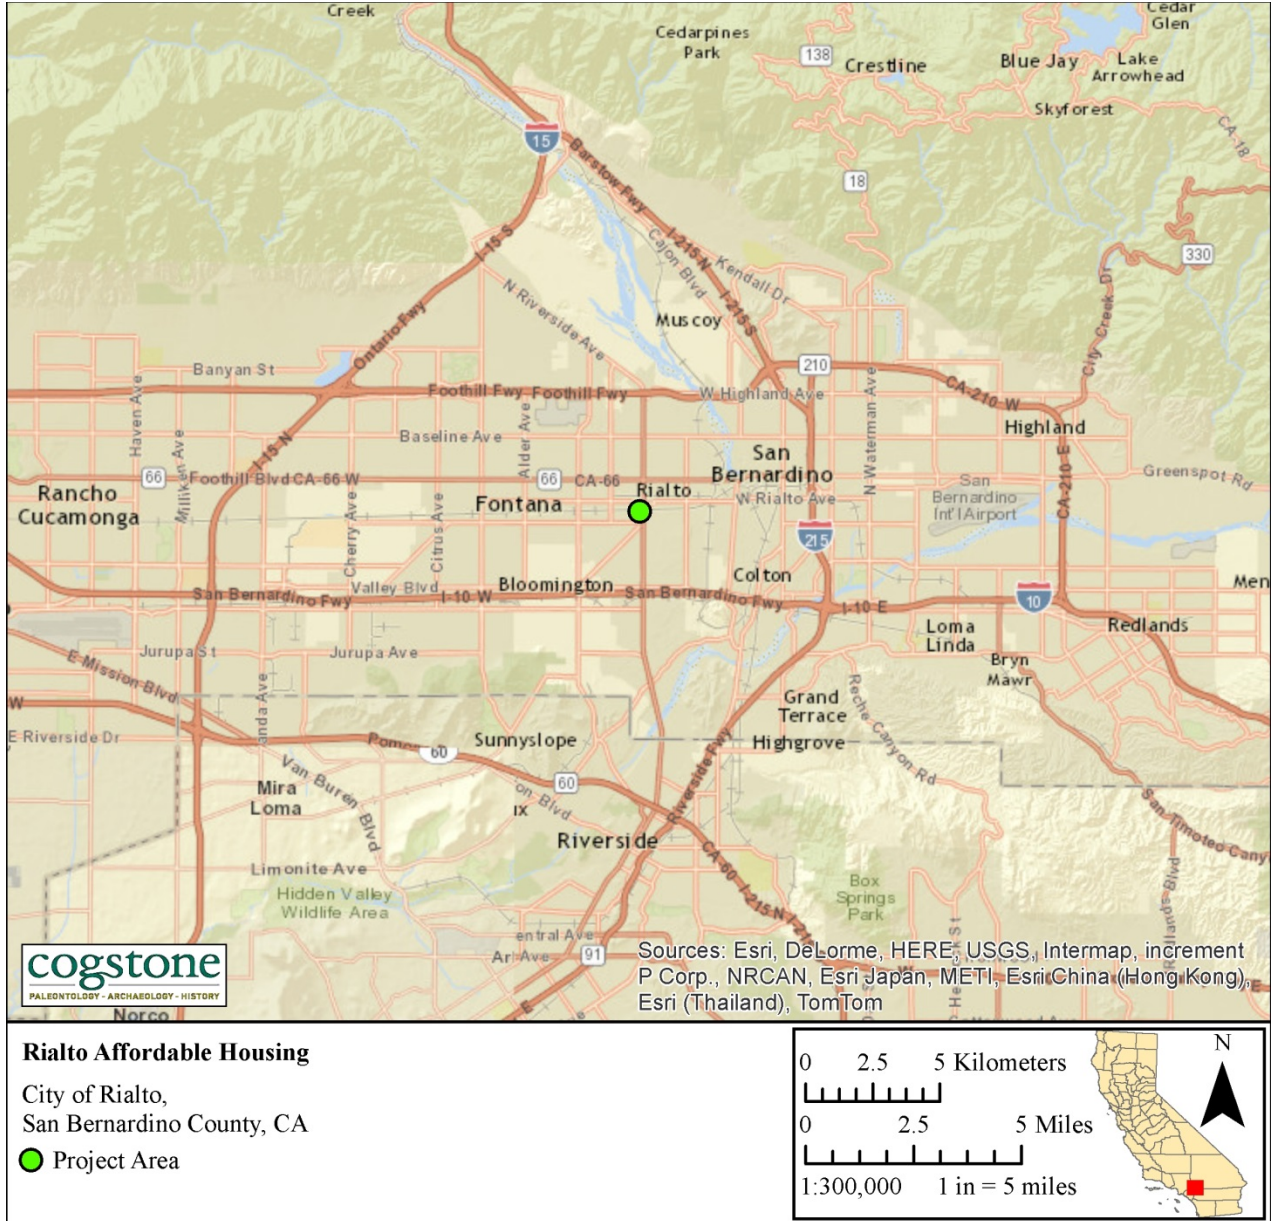 Creek
Cedarpines
Park
138
Crestline
Blue Jay
Cedar
Glen
Lake
Arrowhead
Skyforest
CA-18
15
Barstow Fwy
18
I-15 S
I-215 N
Cajon Blvd
Kendall Dr
330
City Creek Dr
N Riverside Ave
Muscoy
I-215 S
Ontario Fwy
Banyan St
210
Foothill Fwy
Foothill Fwy
W Highland Ave
CA-210 W
Haven Ave
Milliken Ave
Alder Ave
Baseline Ave
N Waterman Ave
Highland
I-15 N
San
Bernardino
66
Foothill Blvd
CA-66 W
66
CA-66
Greenspot Rd
Rancho
Cucamonga
Fontana
Rialto
W Rialto Ave
San
Bernardino
Int'l Airport
CA-210 E
Cherry Ave
Citrus Ave
215
Valley Blvd
Bloomington
Colton
Men
San Bernardino Fwy
I-10 W
San Bernardino Fwy
I-10 E
10
Loma
Linda
Redlands
Jurupa St
Jurupa Ave
E Mission Blvd
Bryn
Mawr
W
anda Ave
Grand
Terrace
Reche Canyon Rd
E Riverside Dr
60
Sunnyslope
Highgrove
Riverside Fwy
Van Buren Blvd
60
Mira
Loma
on Blvd
IX
Riverside
San Timoteo Cany
CA-60
I-215 N
Limonite Ave
Hidden Valley
Wildlife Area
Box
Springs
Park
entral Ave
91
cogstone
PALEONTOLOGY - ARCHAEOLOGY - HISTORY
Norco
E
Sources: Esri, DeLorme, HERE, USGS, Intermap, increment
P Corp., NRCAN, Esri Japan, METI, Esri China (Hong Kong),
Esri (Thailand), TomTom
Rialto Affordable Housing
City of Rialto,
San Bernardino County, CA
Project Area
0 2.5 5 Kilometers
0 2.5 5 Miles
1:300,000 1 in = 5 miles
N